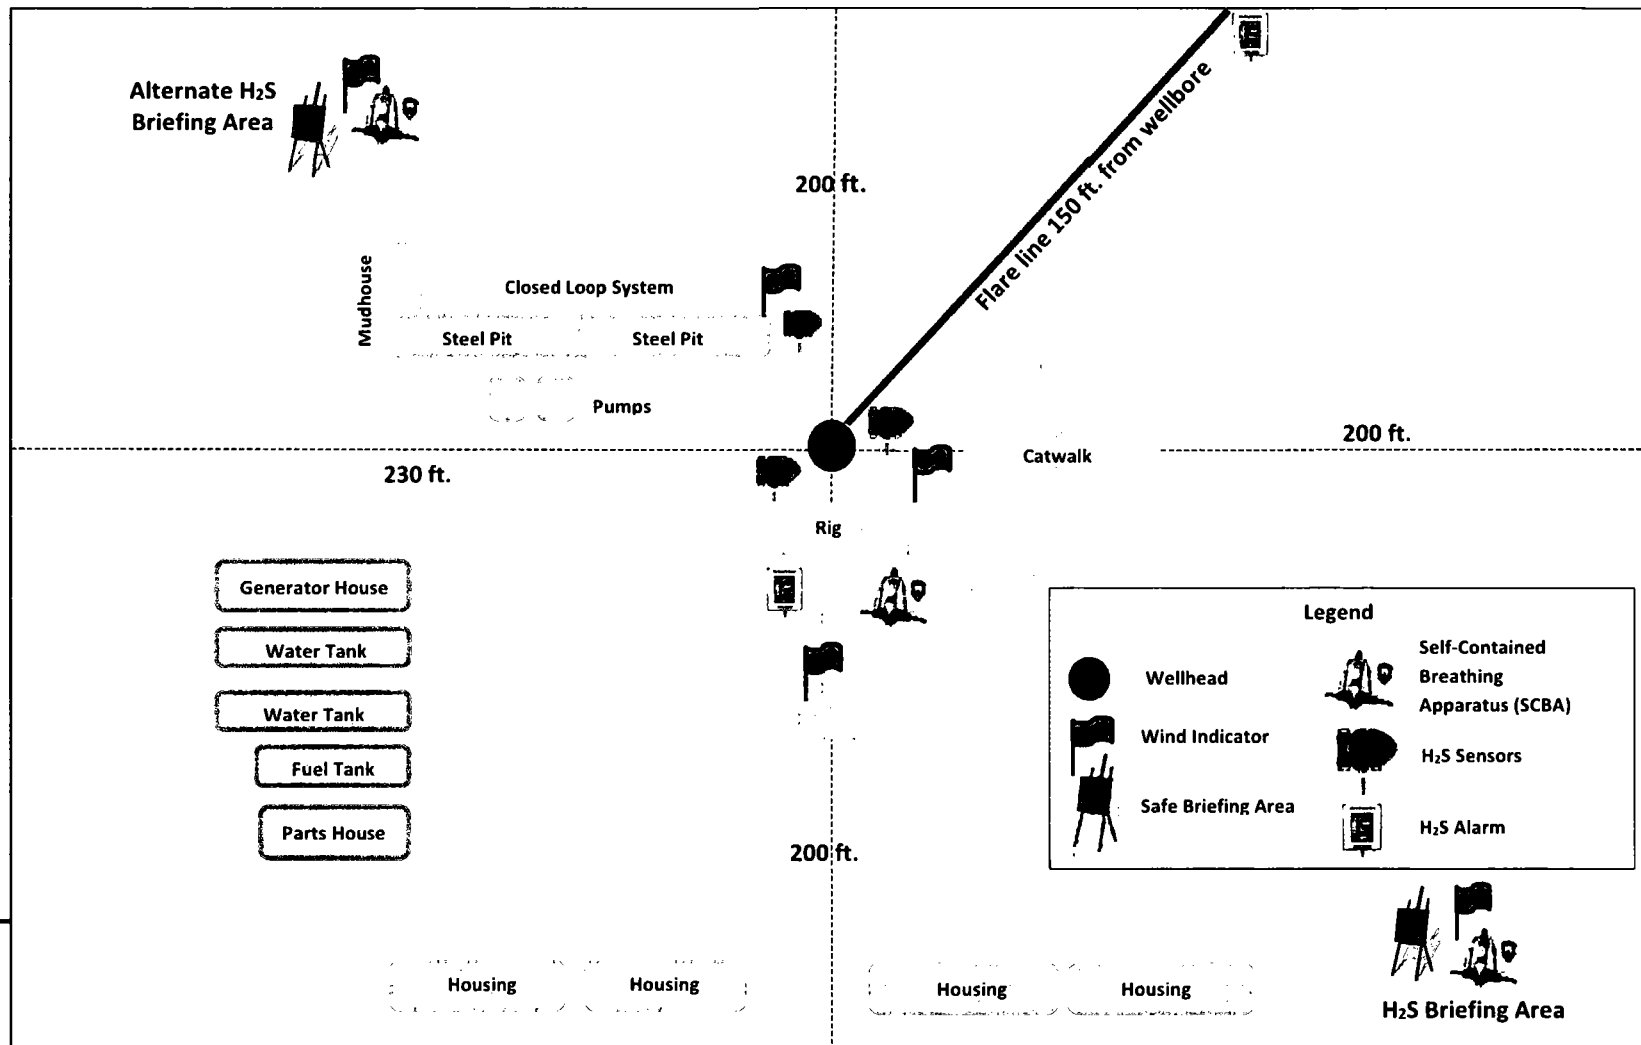 Alternate H₂S
Briefing Area
200 ft.
Flare line 150 ft. from wellbore
Mudhouse
Closed Loop System
Steel Pit
Steel Pit
Pumps
200 ft.
Catwalk
230 ft.
Rig
Generator House
Water Tank
Water Tank
Fuel Tank
Parts House
200 ft.
Legend
Wellhead
Wind Indicator
Safe Briefing Area
Self-Contained
Breathing
Apparatus (SCBA)
H₂S Sensors
H₂S Alarm
Housing
Housing
Housing
Housing
H₂S Briefing Area